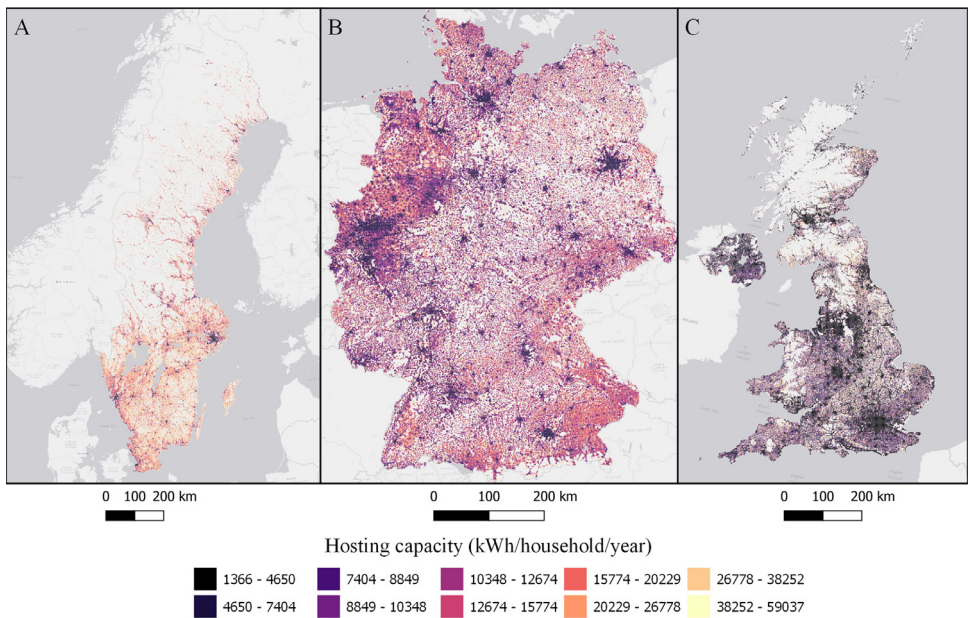 A
B
C
0 100 200 km
0 100 200 km
0 100 200 km
Hosting capacity (kWh/household/year)
1366 - 4650
7404 - 8849
10348 - 12674
15774 - 20229
26778 - 38252
4650 - 7404
8849 - 10348
12674 - 15774
20229 - 26778
38252 - 59037